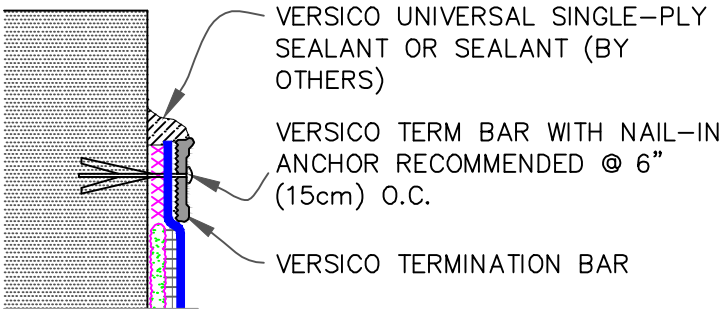 VERSICO UNIVERSAL SINGLE-PLY
SEALANT OR SEALANT (BY
OTHERS)
VERSICO TERM BAR WITH NAIL-IN
ANCHOR RECOMMENDED @ 6"
(15cm) O.C.
VERSICO TERMINATION BAR